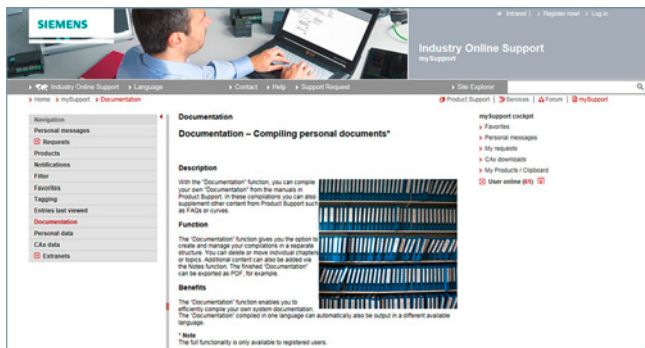 SIEMENS
Intranet | Register now! Log in
Industry Online Support
mySupport
Industry Online Support Language Contact Help Support Request Site Explorer
Home mySupport Documentation
Product Support Services Forum mySupport
Navigation
Personal messages
Requests
Products
Notifications
Filter
Favorites
Tagging
Entries last viewed
Documentation
Personal data
CAx data
Extranets
Documentation
Documentation – Compiling personal documents*
Description
With the "Documentation" function, you can compile
your own "Documentation" from the manuals in
Product Support. In these compilations you can also
supplement other content from Product Support such
as FAQs or curves.
Function
The "Documentation" function gives you the option to
create and manage your compilations in a separate
structure. You can delete or move individual chapters
or topics. Additional content can also be added via
the Notes function. The finished "Documentation"
can be exported as PDF, for example.
Benefits
The "Documentation" function enables you to
efficiently compile your own system documentation.
The "Documentation" compiled in one language can automatically also be output in a different available
language.
* Note
The full functionality is only available to registered users.
mySupport cockpit
Favorites
Personal messages
My requests
CAx downloads
My Products / Clipboard
User online (61)